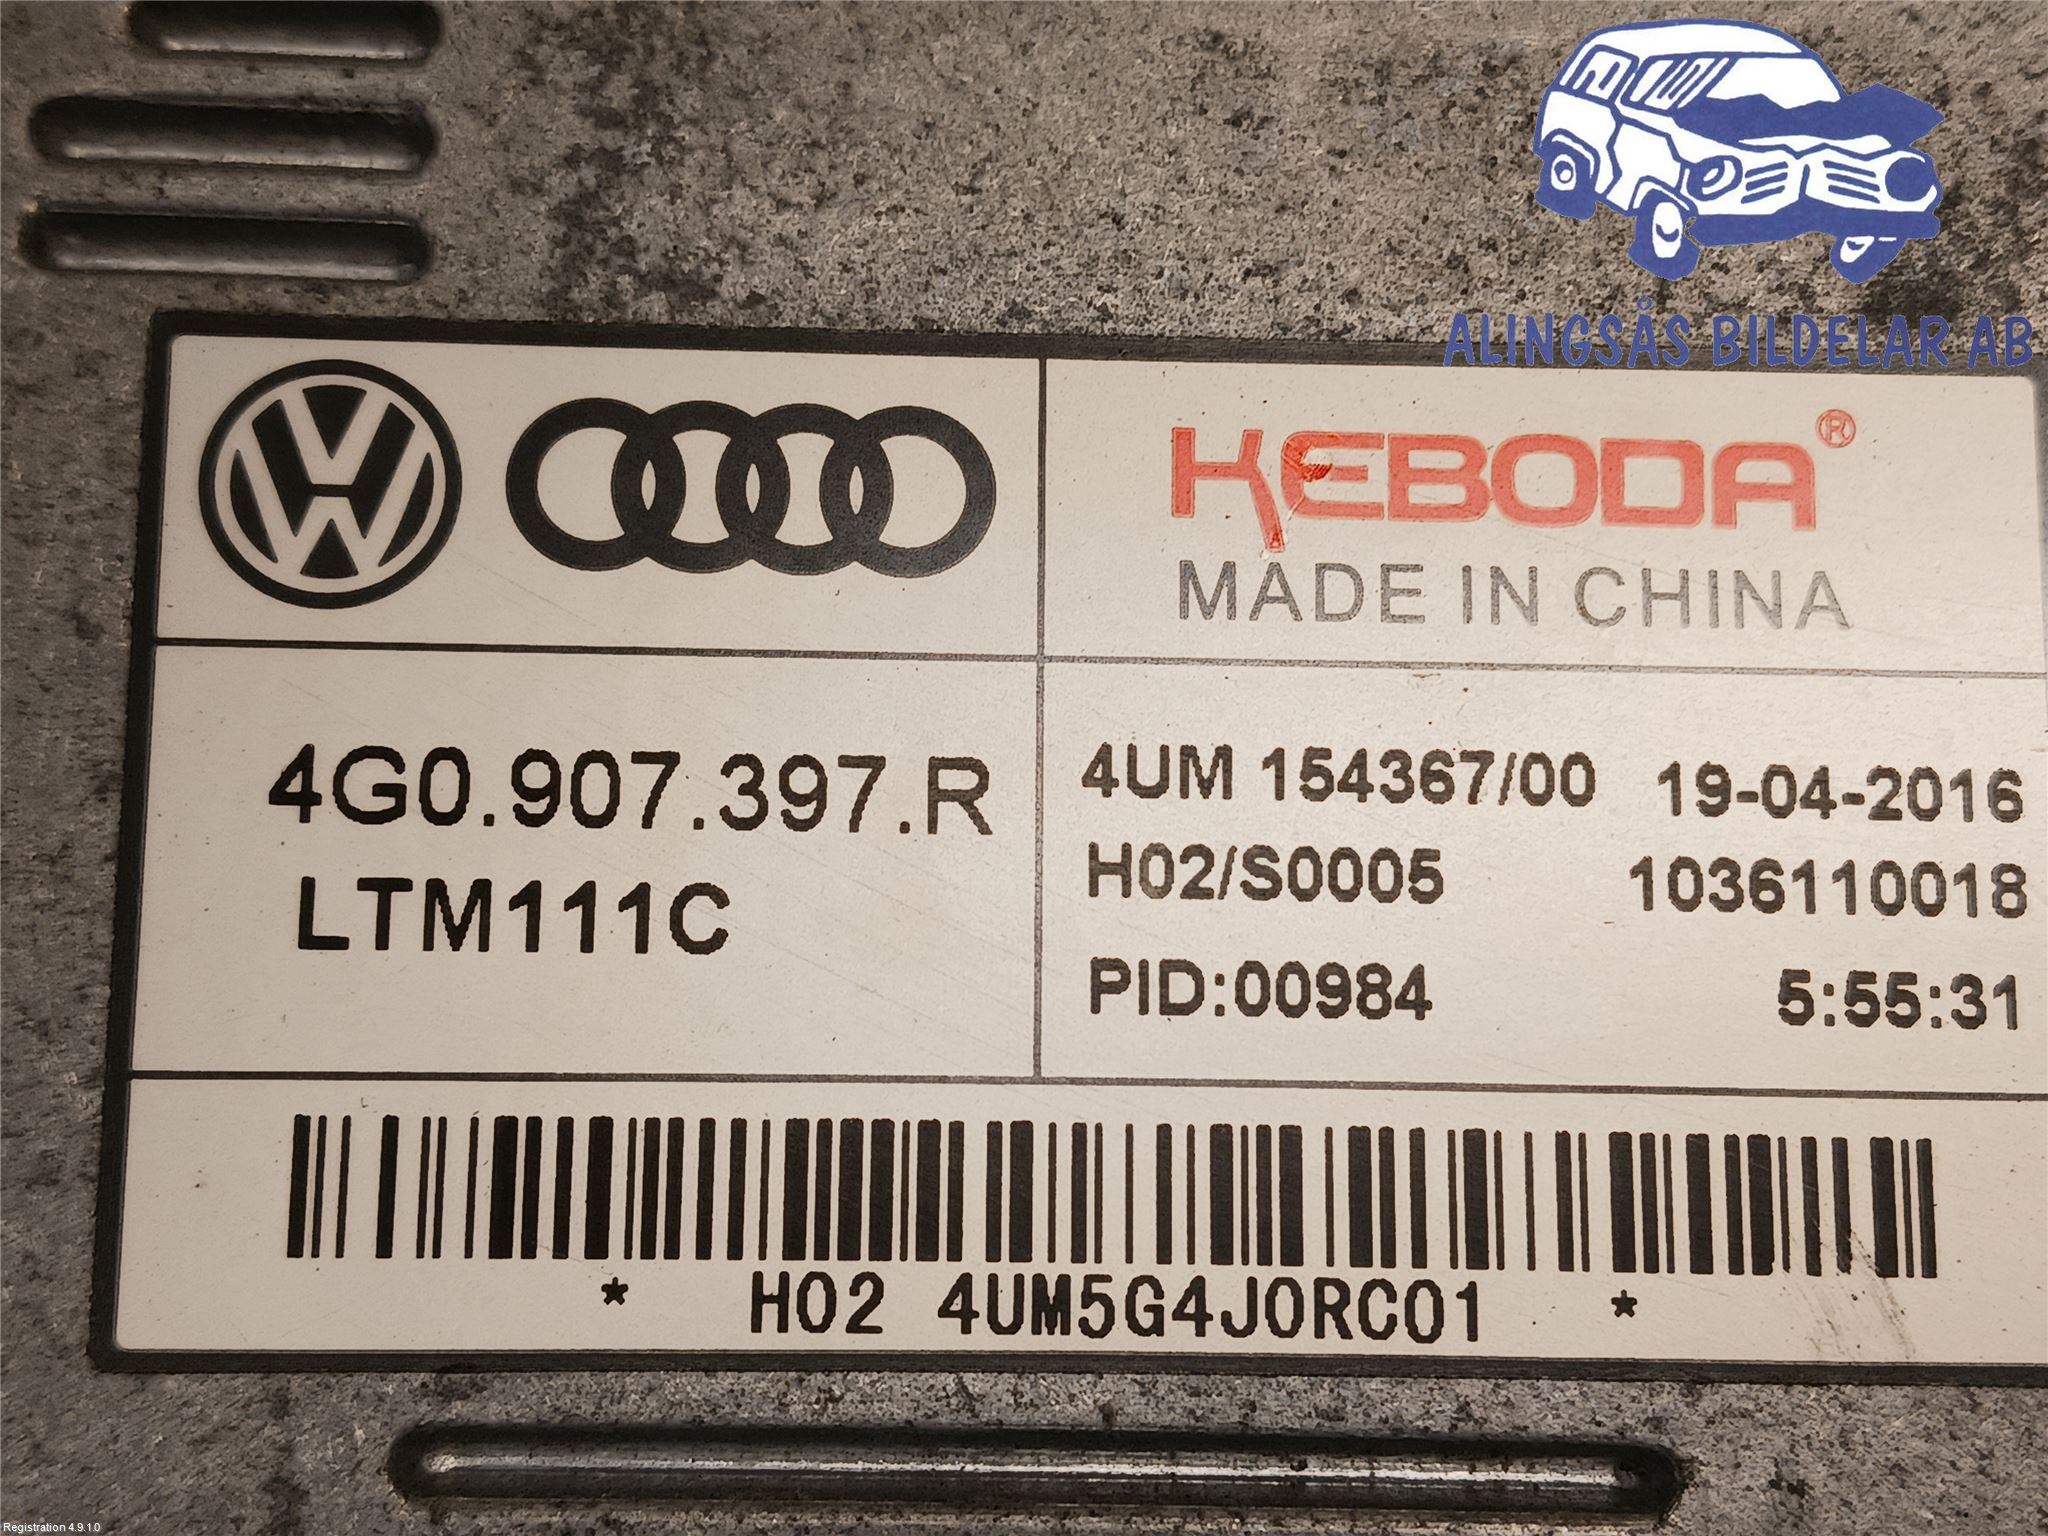 ALINGSÅS BILDELAR AB
KEBODA®
MADE IN CHINA
4G0.907.397.R
LTM111C
4UM 154367/00 19-04-2016
H02/S0005 1036110018
PID:00984 5:55:31
* H02 4UM5G4J0RC01 *
Registration 4.9.1.0